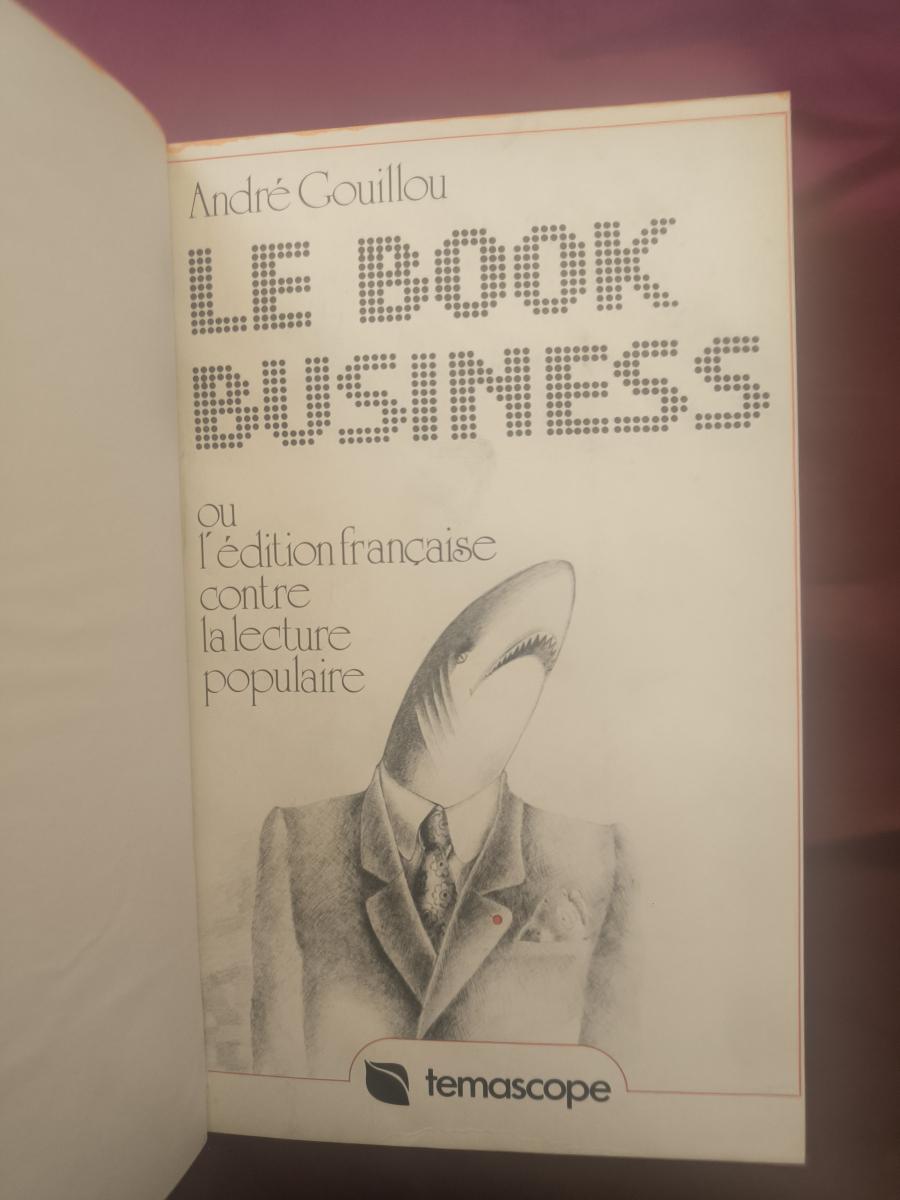 André Gouillou
LE BOOK
BUSINESS
ou
l'édition française
contre
la lecture
populaire
temascope